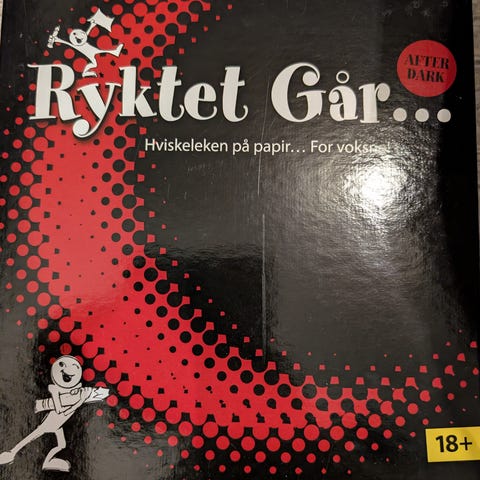 AFTER
DARK
Ryktet Går...
Hviskeleken på papir... For
18+